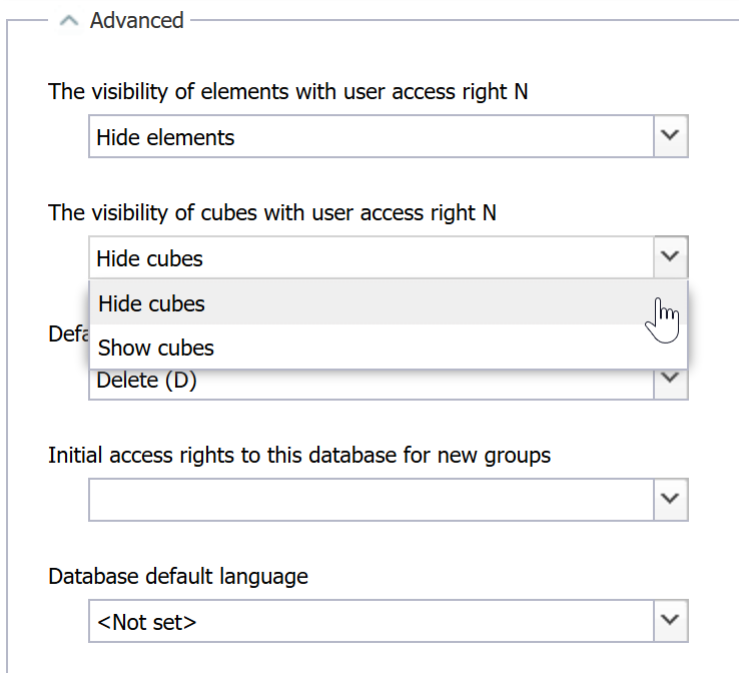 Advanced
The visibility of elements with user access right N
Hide elements
The visibility of cubes with user access right N
Hide cubes
Hide cubes
Show cubes
Delete (D)
Initial access rights to this database for new groups
Database default language
<Not set>